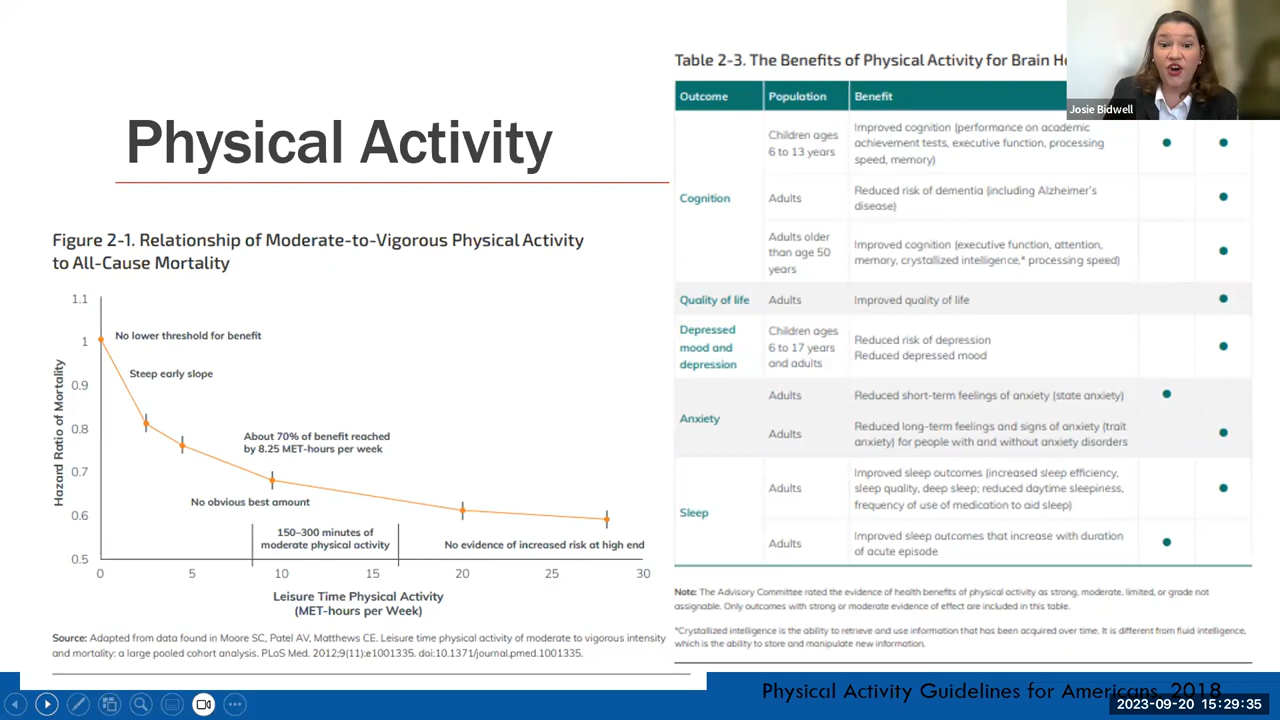 Physical Activity
Figure 2-1. Relationship of Moderate-to-Vigorous Physical Activity
to All-Cause Mortality
1.1
1
0.9
0.8
0.7
0.6
0.5
Hazard Ratio of Mortality
No lower threshold for benefit
Steep early slope
About 70% of benefit reached
by 8.25 MET-hours per week
No obvious best amount
150–300 minutes of
moderate physical activity
No evidence of increased risk at high end
0 5 10 15 20 25 30
Leisure Time Physical Activity
(MET-hours per Week)
Source: Adapted from data found in Moore SC, Patel AV, Matthews CE. Leisure time physical activity of moderate to vigorous intensity
and mortality: a large pooled cohort analysis. PLoS Med. 2012;9(11):e1001335. doi:10.1371/journal.pmed.1001335.
Table 2-3. The Benefits of Physical Activity for Brain He
Josie Bidwell
Outcome Population Benefit
Cognition
Children ages
6 to 13 years
Improved cognition (performance on academic
achievement tests, executive function, processing
speed, memory)
Adults
Reduced risk of dementia (including Alzheimer's
disease)
Adults older
than age 50
years
Improved cognition (executive function, attention,
memory, crystallized intelligence,* processing speed)
Quality of life Adults Improved quality of life
Depressed
mood and
depression
Children ages
6 to 17 years
and adults
Reduced risk of depression
Reduced depressed mood
Anxiety
Adults Reduced short-term feelings of anxiety (state anxiety)
Adults
Reduced long-term feelings and signs of anxiety (trait
anxiety) for people with and without anxiety disorders
Sleep
Adults
Improved sleep outcomes (increased sleep efficiency,
sleep quality, deep sleep; reduced daytime sleepiness,
frequency of use of medication to aid sleep)
Adults
Improved sleep outcomes that increase with duration
of acute episode
Note: The Advisory Committee rated the evidence of health benefits of physical activity as strong, moderate, limited, or grade not
assignable. Only outcomes with strong or moderate evidence of effect are included in this table.
*Crystallized intelligence is the ability to retrieve and use information that has been acquired over time. It is different from fluid intelligence,
which is the ability to store and manipulate new information.
Physical Activity Guidelines for Americans, 2018
2023-09-20 15:29:35